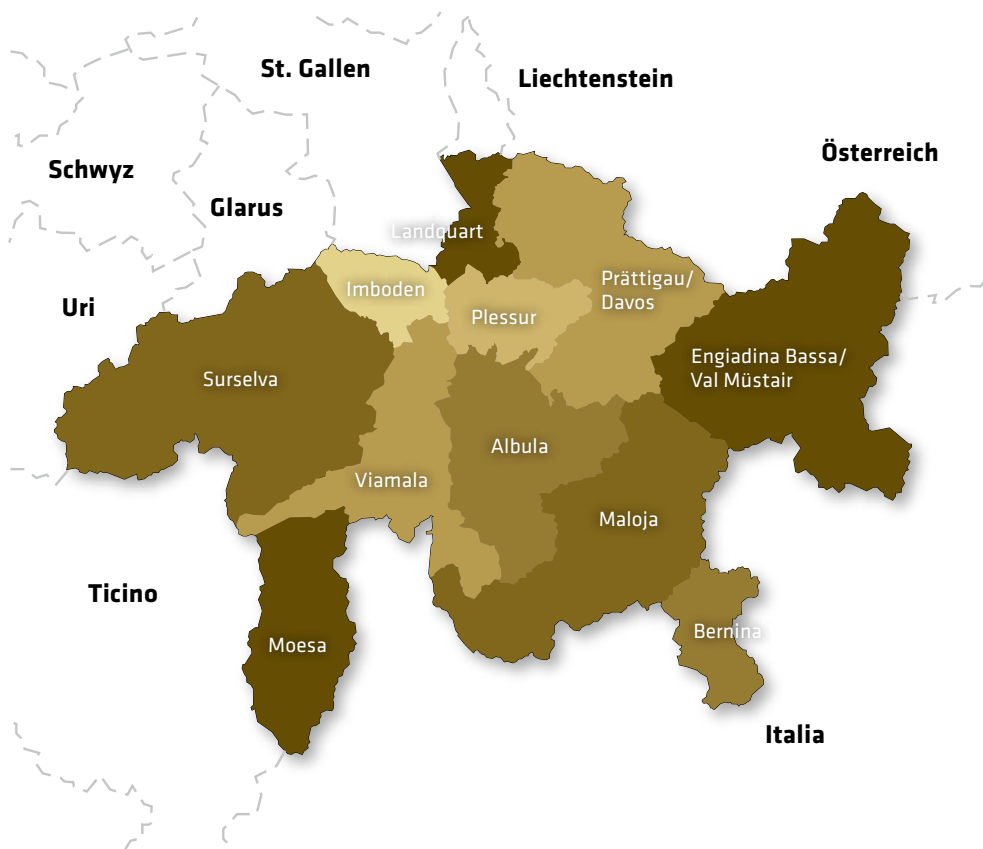 St. Gallen
Liechtenstein
Österreich
Schwyz
Glarus
Landquart
Prättigau/
Davos
Imboden
Uri
Plessur
Engiadina Bassa/
Val Müstair
Surselva
Albula
Viamala
Maloja
Ticino
Bernina
Moesa
Italia